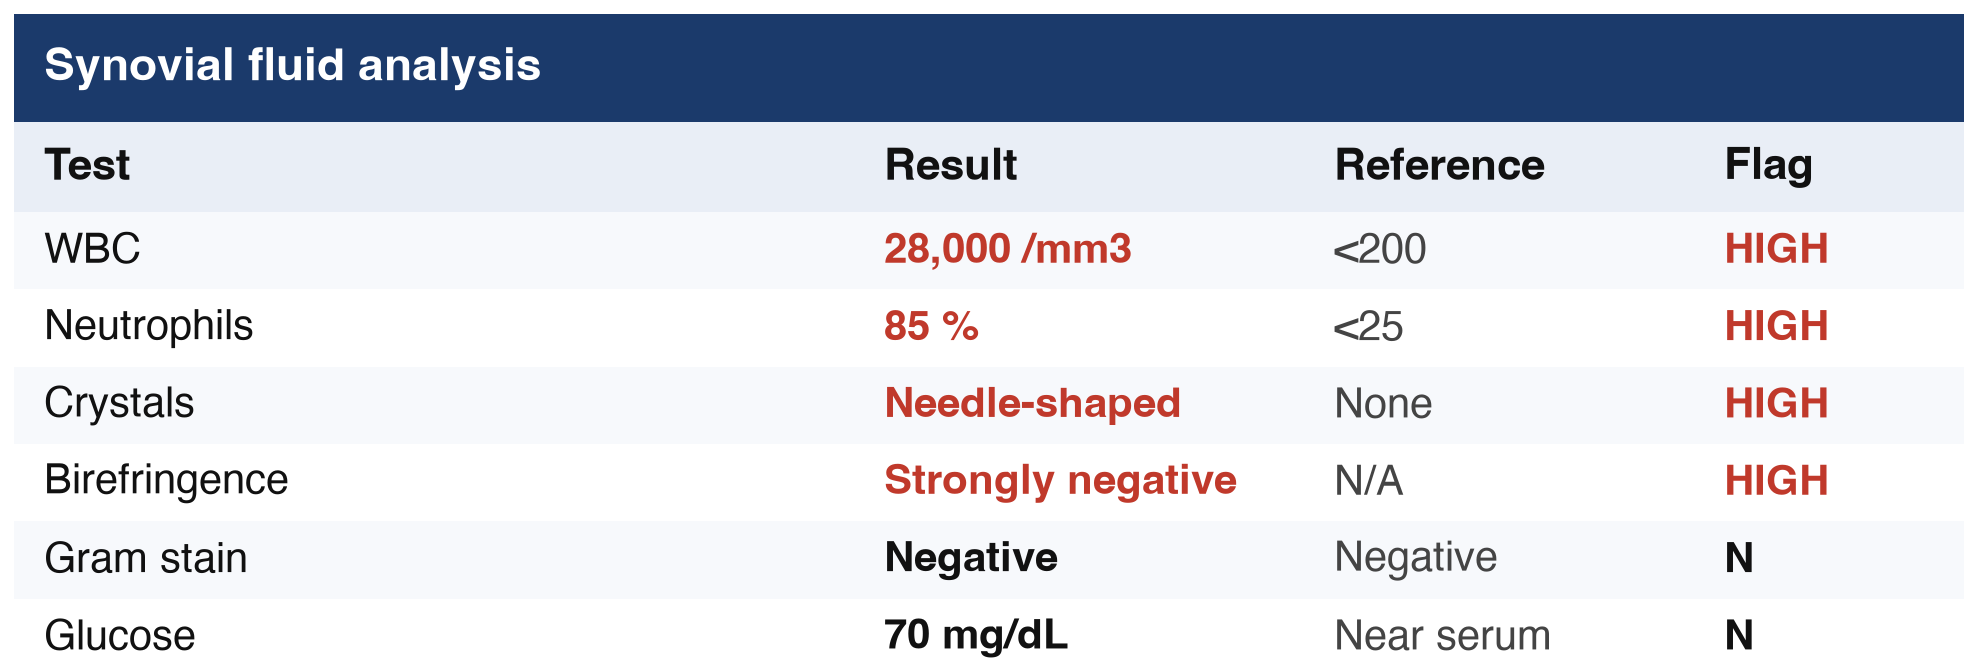 Synovial fluid analysis
Test Result Reference Flag
WBC 28,000 /mm3 <200 HIGH
Neutrophils 85 % <25 HIGH
Crystals Needle-shaped None HIGH
Birefringence Strongly negative N/A HIGH
Gram stain Negative Negative N
Glucose 70 mg/dL Near serum N